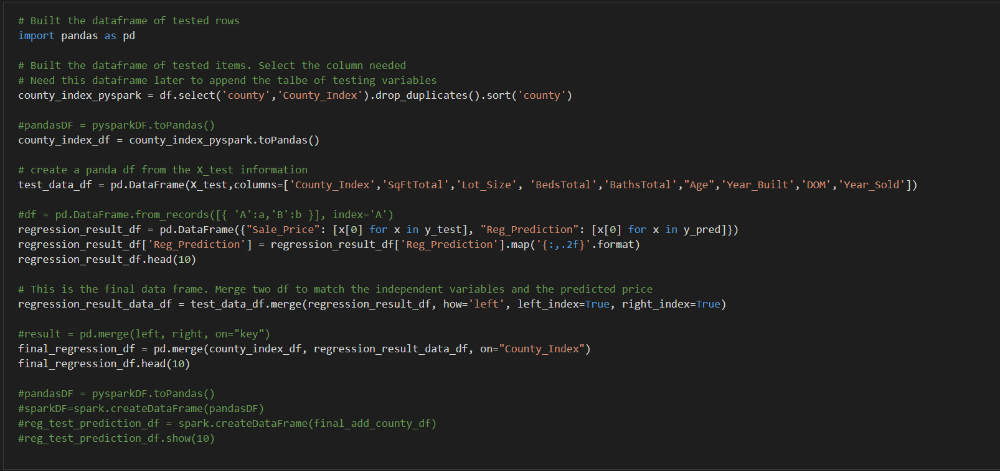 # Built the dataframe of tested rows
import pandas as pd
# Built the dataframe of tested items. Select the column needed
# Need this dataframe later to append the talbe of testing variables
county_index_pyspark = df.select('county','County_Index').drop_duplicates().sort('county')
#pandasDF = pysparkDF.toPandas()
county_index_df = county_index_pyspark.toPandas()
# create a panda df from the X_test information
test_data_df = pd.DataFrame(X_test,columns=['County_Index','SqFtTotal','Lot_Size', 'BedsTotal','BathsTotal',"Age",'Year_Built','DOM','Year_Sold'])
#df = pd.DataFrame.from_records([{ 'A':a,'B':b }], index='A')
regression_result_df = pd.DataFrame({"Sale_Price": [x[0] for x in y_test], "Reg_Prediction": [x[0] for x in y_pred]})
regression_result_df['Reg_Prediction'] = regression_result_df['Reg_Prediction'].map('{:,.2f}'.format)
regression_result_df.head(10)
# This is the final data frame. Merge two df to match the independent variables and the predicted price
regression_result_data_df = test_data_df.merge(regression_result_df, how='left', left_index=True, right_index=True)
#result = pd.merge(left, right, on="key")
final_regression_df = pd.merge(county_index_df, regression_result_data_df, on="County_Index")
final_regression_df.head(10)
#pandasDF = pysparkDF.toPandas()
#sparkDF=spark.createDataFrame(pandasDF)
#reg_test_prediction_df = spark.createDataFrame(final_add_county_df)
#reg_test_prediction_df.show(10)